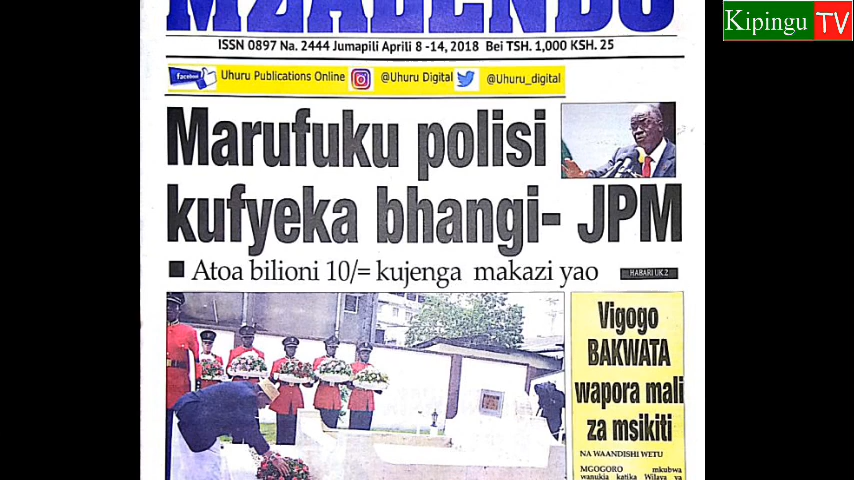 MZALENDO
Kipingu TV
ISSN 0897 Na. 2444 Jumapili Aprili 8 -14, 2018 Bei TSH. 1,000 KSH. 25
facebook Uhuru Publications Online @Uhuru Digital @Uhuru_digital
Marufuku polisi
kufyeka bhangi- JPM
■ Atoa bilioni 10/= kujenga makazi yao HABARI UK 2
Vigogo
BAKWATA
wapora mali
za msikiti
NA WAANDISHI WETU
MGOGORO mkubwa
wanukia katika Wilaya ya